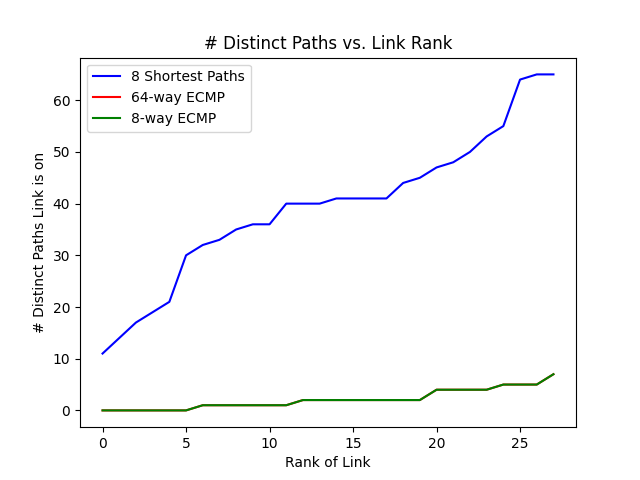 # Distinct Paths vs. Link Rank
8 Shortest Paths
64-way ECMP
8-way ECMP
# Distinct Paths Link is on
60
50
40
30
20
10
0
0 5 10 15 20 25
Rank of Link